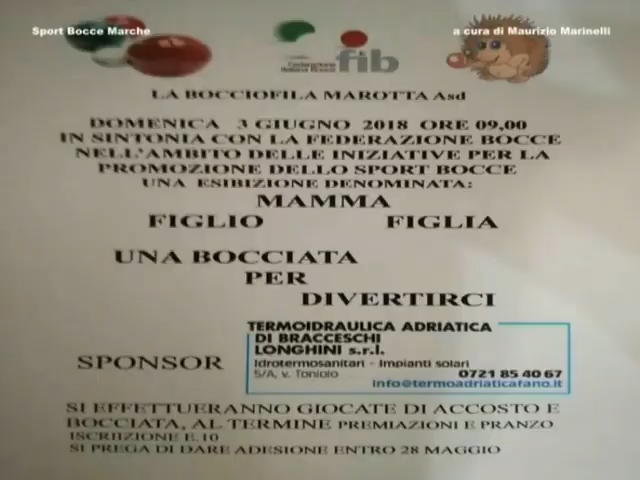 Sport Bocce Marche
a cura di Maurizio Marinelli
Federazione
Italiana Bocce
fib
LA BOCCIOFILA MAROTTA Asd
DOMENICA 3 GIUGNO 2018 ORE 09,00
IN SINTONIA CON LA FEDERAZIONE BOCCE
NELL'AMBITO DELLE INIZIATIVE PER LA
PROMOZIONE DELLO SPORT BOCCE
UNA ESIBIZIONE DENOMINATA:
MAMMA
FIGLIO FIGLIA
UNA BOCCIATA
PER
DIVERTIRCI
SPONSOR
TERMOIDRAULICA ADRIATICA
DI BRACCESCHI
LONGHINI s.r.l.
Idrotermosanitari - Impianti solari
5/A, v. Toniolo 0721 85 40 67
info@termoadriaticafano.it
SI EFFETTUERANNO GIOCATE DI ACCOSTO E
BOCCIATA, AL TERMINE PREMIAZIONI E PRANZO
ISCRIIZIONE E.10
SI PREGA DI DARE ADESIONE ENTRO 28 MAGGIO